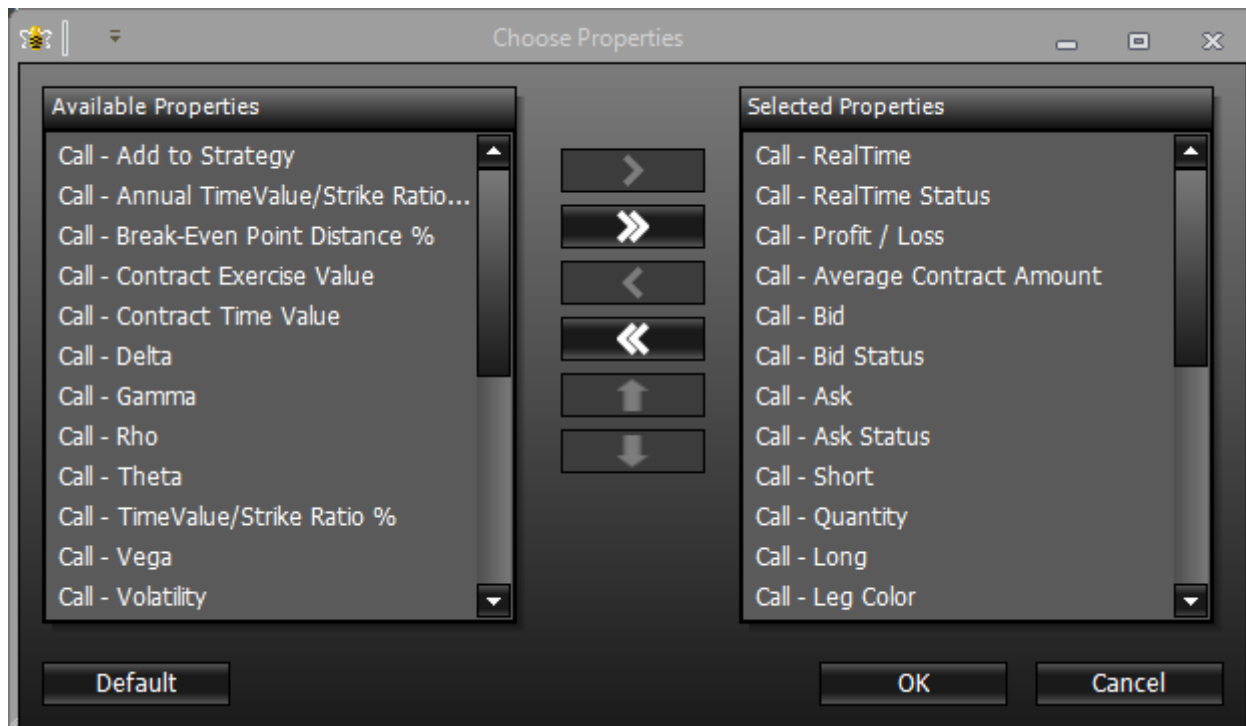 Choose Properties
Available Properties
Call - Add to Strategy
Call - Annual TimeValue/Strike Ratio...
Call - Break-Even Point Distance %
Call - Contract Exercise Value
Call - Contract Time Value
Call - Delta
Call - Gamma
Call - Rho
Call - Theta
Call - TimeValue/Strike Ratio %
Call - Vega
Call - Volatility
Selected Properties
Call - RealTime
Call - RealTime Status
Call - Profit / Loss
Call - Average Contract Amount
Call - Bid
Call - Bid Status
Call - Ask
Call - Ask Status
Call - Short
Call - Quantity
Call - Long
Call - Leg Color
Default
OK
Cancel